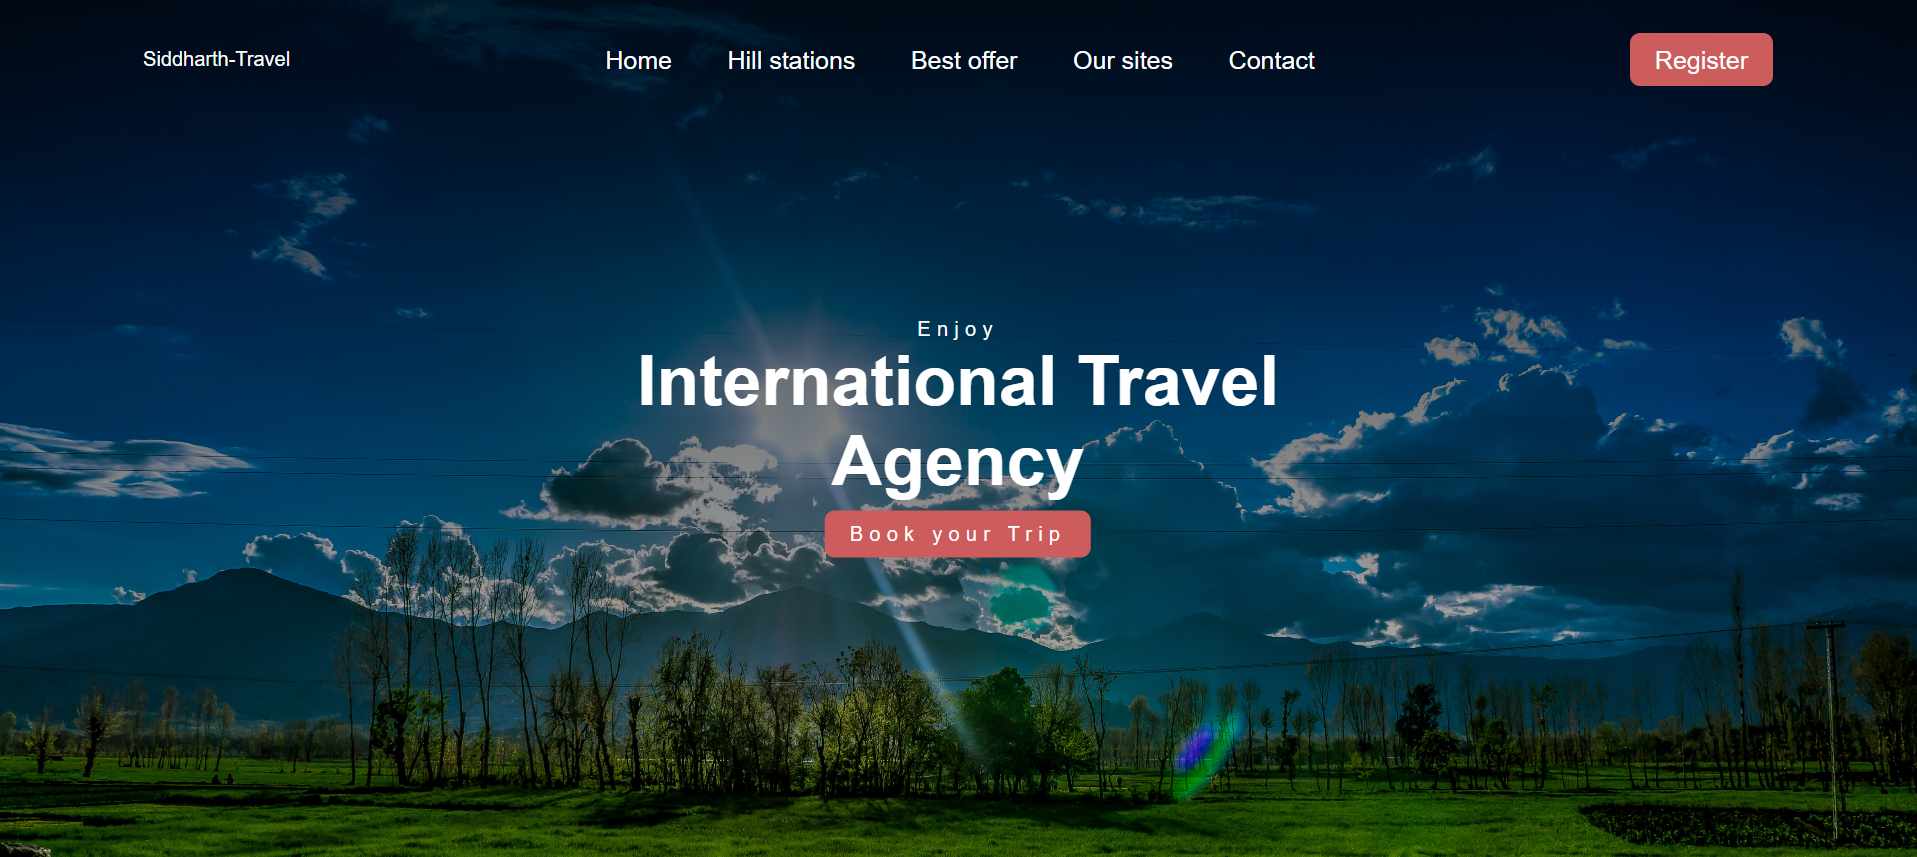 Siddharth-Travel
Home
Hill stations
Best offer
Our sites
Contact
Register
Enjoy
International Travel
Agency
Book your Trip